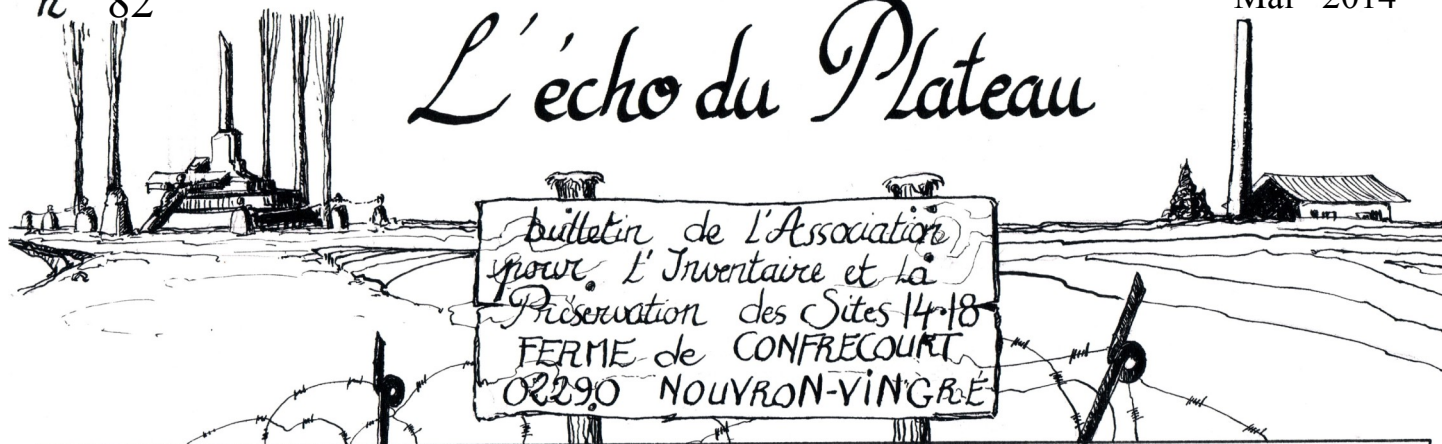 n° 82
Mai 2014
L'écho du Plateau
bulletin de l'Association
pour l'Inventaire et la
Préservation des Sites 14-18
FERME de CONFRECOURT
02290 NOUVRON-VINGRÉ